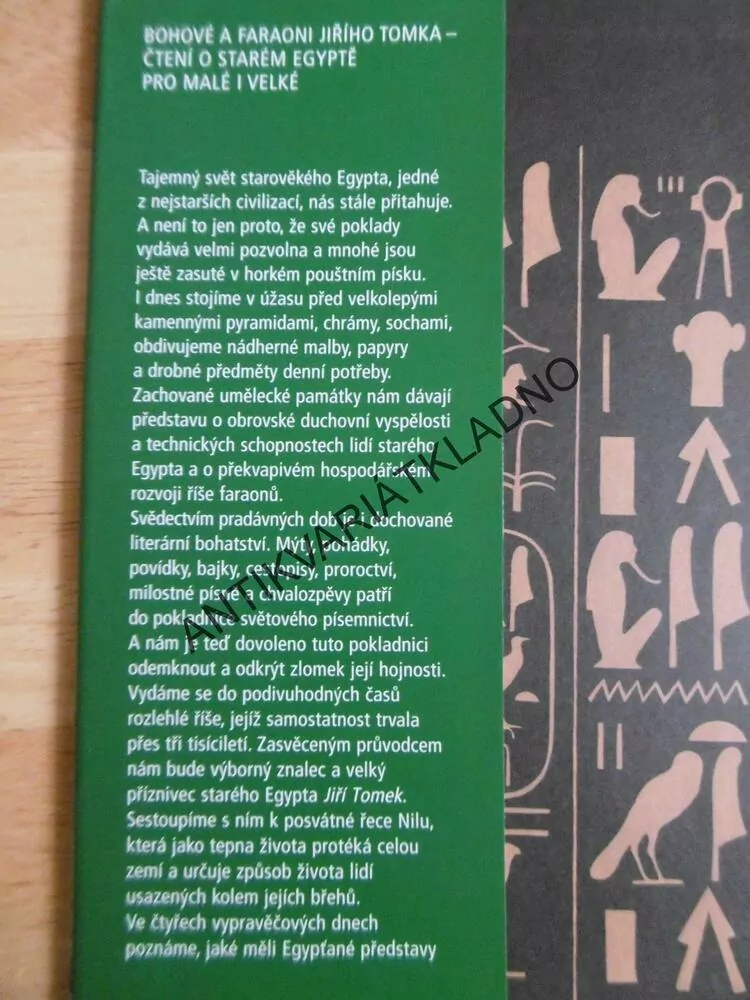 BOHOVÉ A FARAONI JIŘÍHO TOMKA –
ČTENÍ O STARÉM EGYPTĚ
PRO MALÉ I VELKÉ
Tajemný svět starověkého Egypta, jedné
z nejstarších civilizací, nás stále přitahuje.
A není to jen proto, že své poklady
vydává velmi pozvolna a mnohé jsou
ještě zasuté v horkém pouštním písku.
I dnes stojíme v úžasu před velkolepými
kamennými pyramidami, chrámy, sochami,
obdivujeme nádherné malby, papyry
a drobné předměty denní potřeby.
Zachované umělecké památky nám dávají
představu o obrovské duchovní vyspělosti
a technických schopnostech lidí starého
Egypta a o překvapivém hospodářském
rozvoji říše faraonů.
Svědectvím pradávných dob je i dochované
literární bohatství. Mýty, pohádky,
povídky, bajky, cestopisy, proroctví,
milostné písně a chvalozpěvy patří
do pokladnice světového písemnictví.
A nám je teď dovoleno tuto pokladnici
odemknout a odkrýt zlomek její hojnosti.
Vydáme se do podivuhodných časů
rozlehlé říše, jejíž samostatnost trvala
přes tři tisíciletí. Zasvěceným průvodcem
nám bude výborný znalec a velký
příznivec starého Egypta Jiří Tomek.
Sestoupíme s ním k posvátné řece Nilu,
která jako tepna života protéká celou
zemí a určuje způsob života lidí
usazených kolem jejích břehů.
Ve čtyřech vypravěčových dnech
poznáme, jaké měli Egypťané představy
ANTIKVARIÁTKLADNO